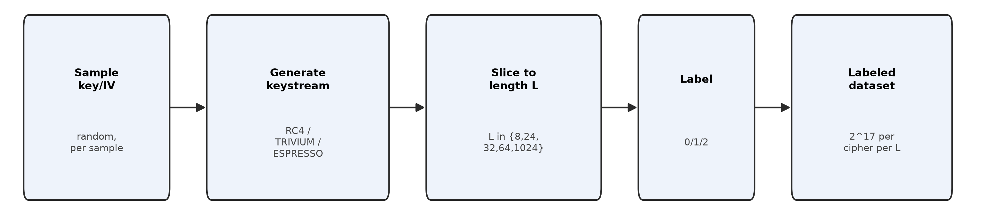 Sample
key/IV
random,
per sample
Generate
keystream
RC4 /
TRIVIUM /
ESPRESSO
Slice to
length L
L in {8,24,
32,64,1024}
Label
0/1/2
Labeled
dataset
2^17 per
cipher per L